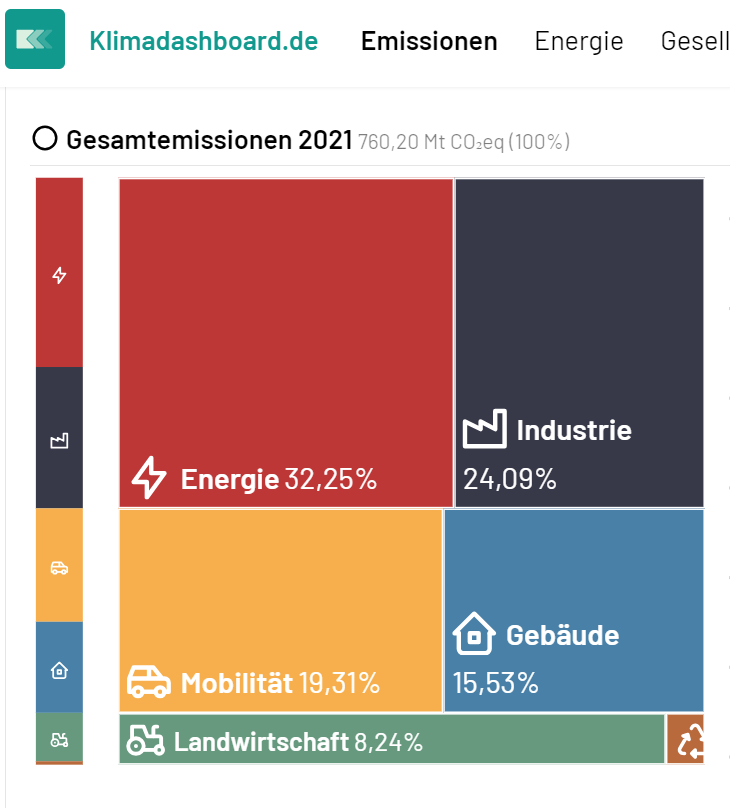 Klimadashboard.de Emissionen Energie Gesell
Gesamtemissionen 2021 760,20 Mt CO₂eq (100%)
Industrie
24,09%
Energie 32,25%
Gebäude
15,53%
Mobilität 19,31%
Landwirtschaft 8,24%